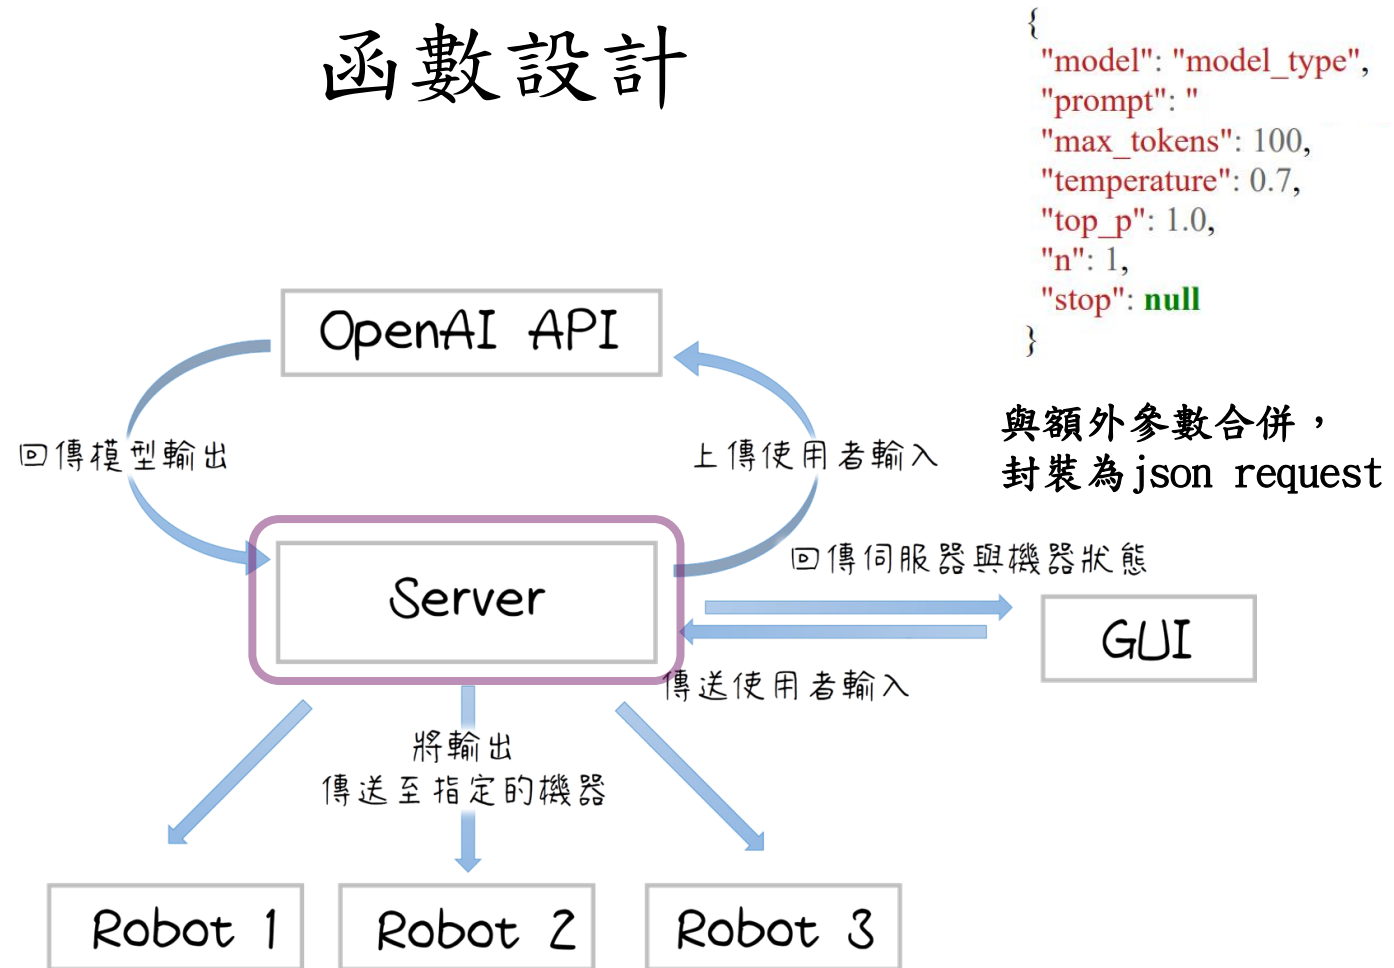 函數設計
{
"model": "model_type",
"prompt": "
"max_tokens": 100,
"temperature": 0.7,
"top_p": 1.0,
"n": 1,
"stop": null
}
與額外參數合併，
封裝為json request
OpenAI API
回傳模型輸出
上傳使用者輸入
Server
回傳伺服器與機器狀態
GUI
傳送使用者輸入
將輸出
傳送至指定的機器
Robot 1
Robot 2
Robot 3